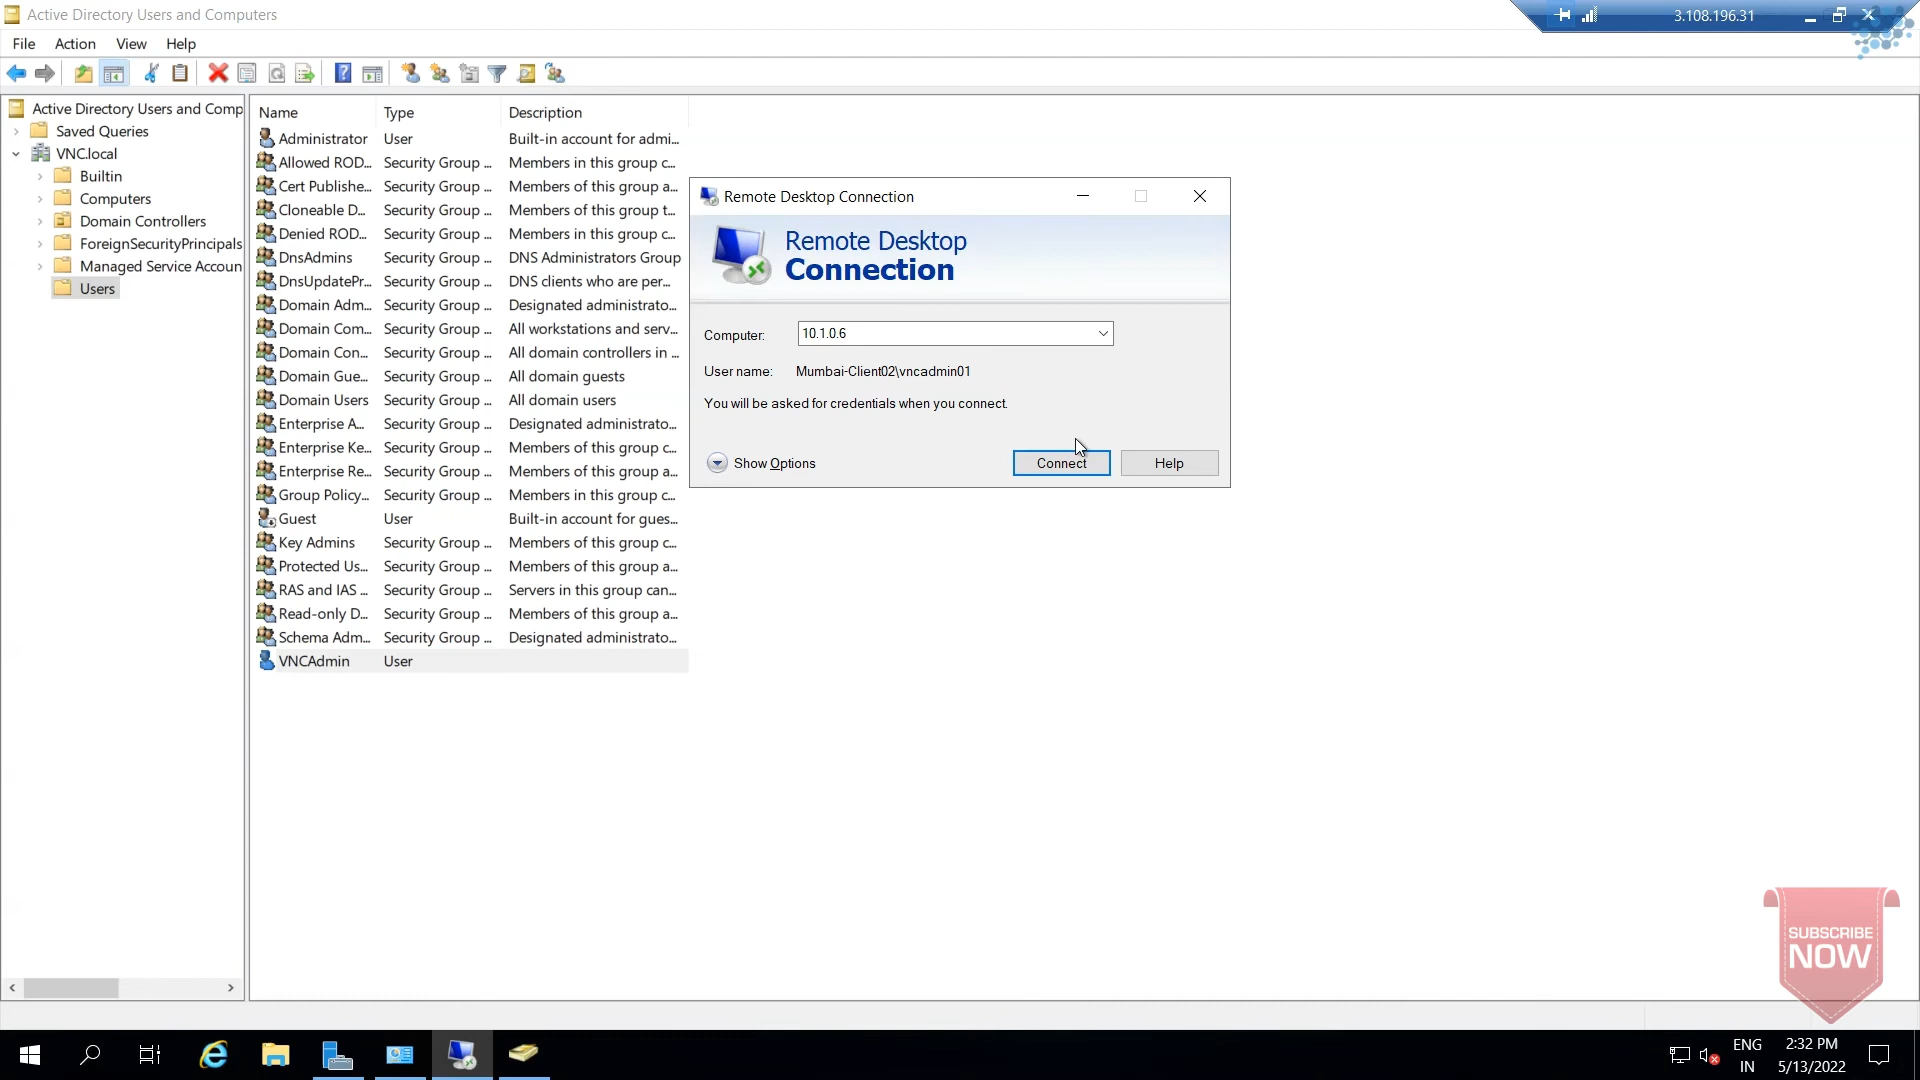 Active Directory Users and Computers
3.108.196.31
File Action View Help
Active Directory Users and Comp
Saved Queries
VNC.local
Builtin
Computers
Domain Controllers
ForeignSecurityPrincipals
Managed Service Accoun
Users
Name Type Description
Administrator User Built-in account for admi...
Allowed ROD... Security Group ... Members in this group c...
Cert Publishe... Security Group ... Members of this group a...
Cloneable D... Security Group ... Members of this group t...
Denied ROD... Security Group ... Members in this group c...
DnsAdmins Security Group ... DNS Administrators Group
DnsUpdatePr... Security Group ... DNS clients who are per...
Domain Adm... Security Group ... Designated administrato...
Domain Com... Security Group ... All workstations and serv...
Domain Con... Security Group ... All domain controllers in ...
Domain Gue... Security Group ... All domain guests
Domain Users Security Group ... All domain users
Enterprise A... Security Group ... Designated administrato...
Enterprise Ke... Security Group ... Members of this group c...
Enterprise Re... Security Group ... Members of this group a...
Group Policy... Security Group ... Members in this group c...
Guest User Built-in account for gues...
Key Admins Security Group ... Members of this group c...
Protected Us... Security Group ... Members of this group a...
RAS and IAS ... Security Group ... Servers in this group can...
Read-only D... Security Group ... Members of this group a...
Schema Adm... Security Group ... Designated administrato...
VNCAdmin User
Remote Desktop Connection
Remote Desktop
Connection
Computer: 10.1.0.6
User name: Mumbai-Client02\vncadmin01
You will be asked for credentials when you connect.
Show Options Connect Help
SUBSCRIBE
NOW
ENG
IN
2:32 PM
5/13/2022